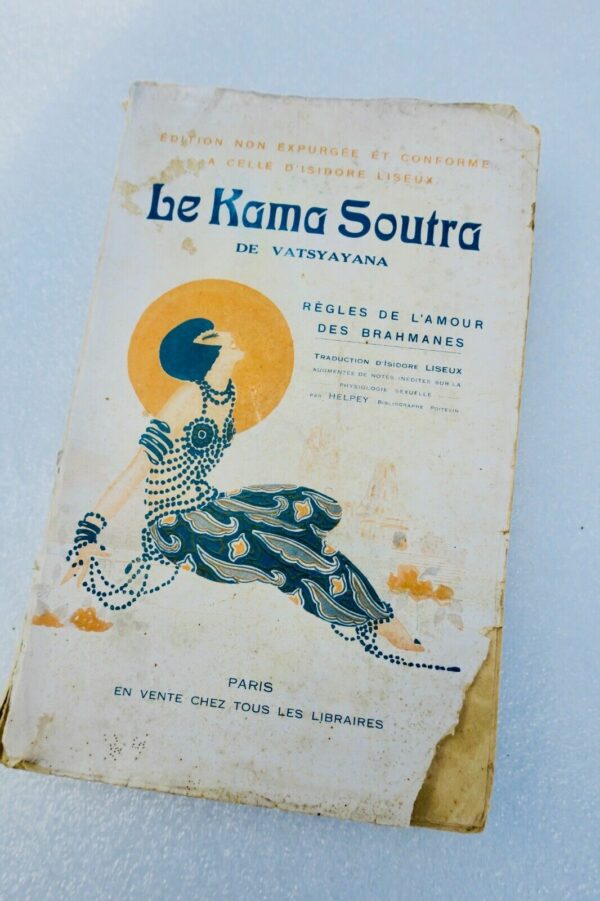 ÉDITION NON EXPURGÉE ET CONFORME
A CELLE D'ISIDORE LISEUX
Le Kama Soutra
DE VATSYAYANA
RÈGLES DE L'AMOUR
DES BRAHMANES
TRADUCTION D'ISIDORE LISEUX
AUGMENTÉE DE NOTES INÉDITES SUR LA
PHYSIOLOGIE SEXUELLE
PAR HELPEY BIBLIOGRAPHE POITEVIN
PARIS
EN VENTE CHEZ TOUS LES LIBRAIRES